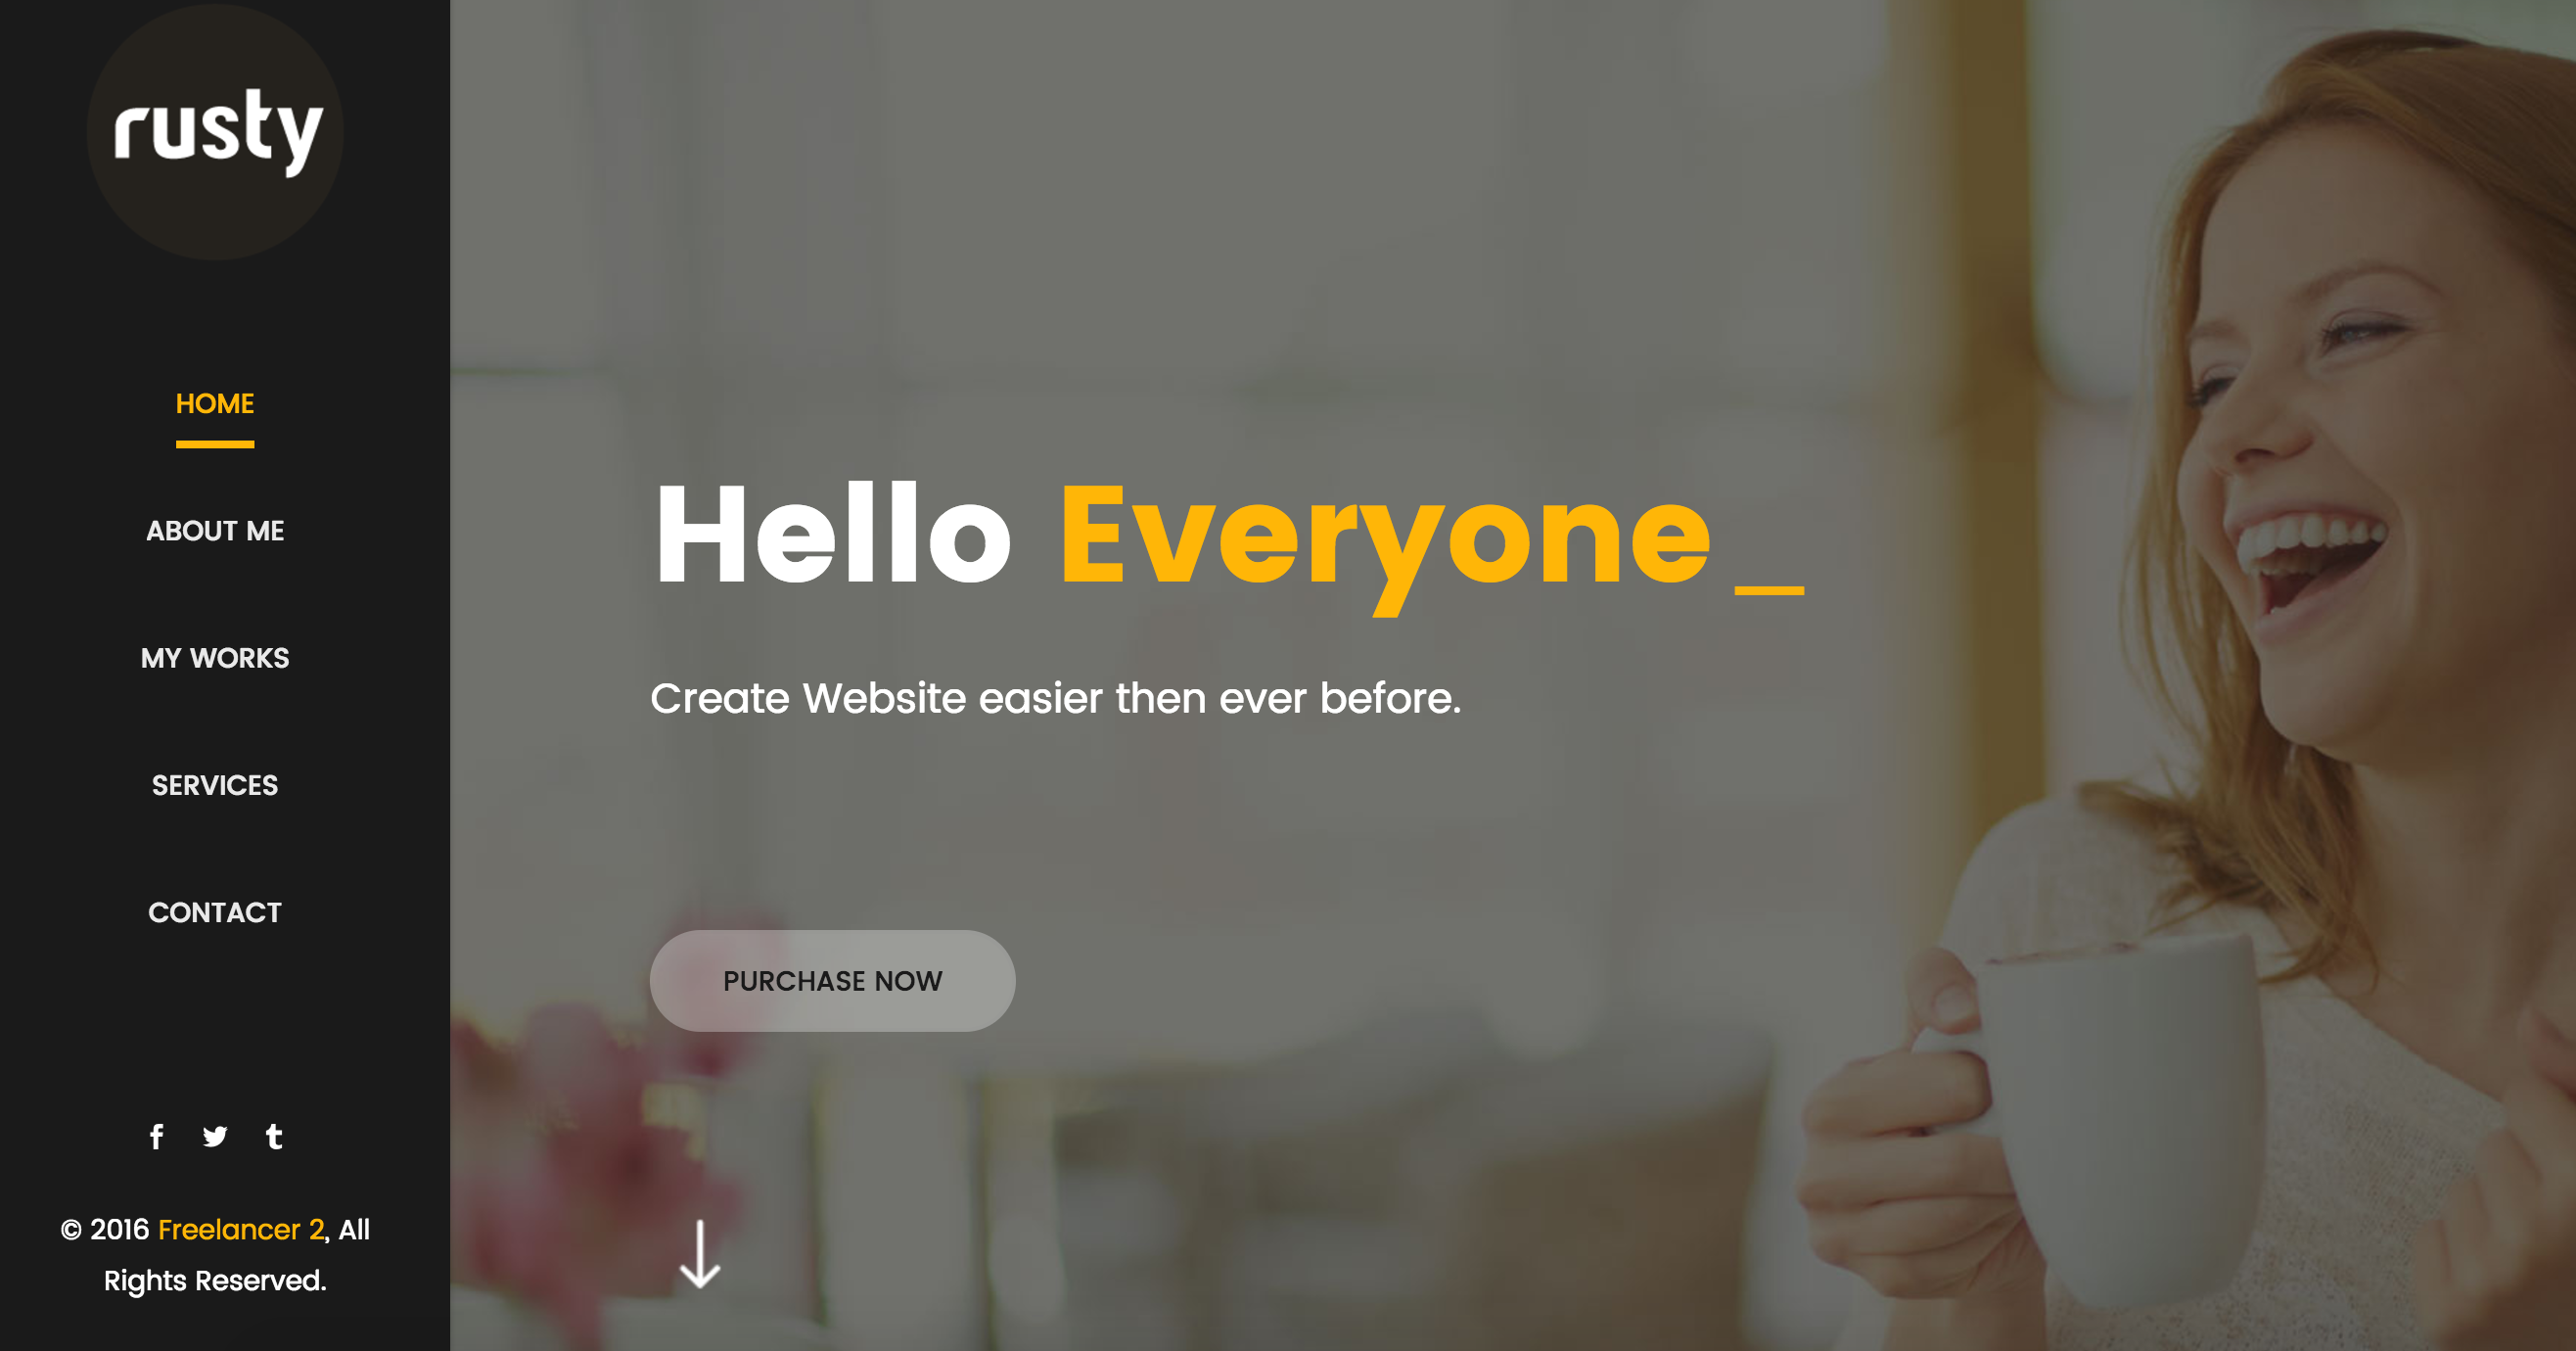 rusty
HOME
ABOUT ME
MY WORKS
SERVICES
CONTACT
© 2016 Freelancer 2, All
Rights Reserved.
Hello Everyone_
Create Website easier then ever before.
PURCHASE NOW